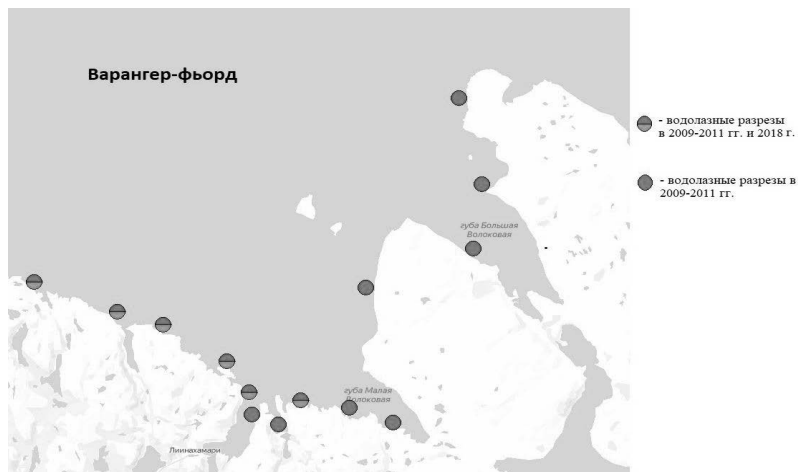 Варангер-фьорд
- водолазные разрезы
в 2009-2011 гг. и 2018 г.
- водолазные разрезы в
2009-2011 гг.
губа Большая
Волоковая
губа Малая
Волоковая
Лиинахамари